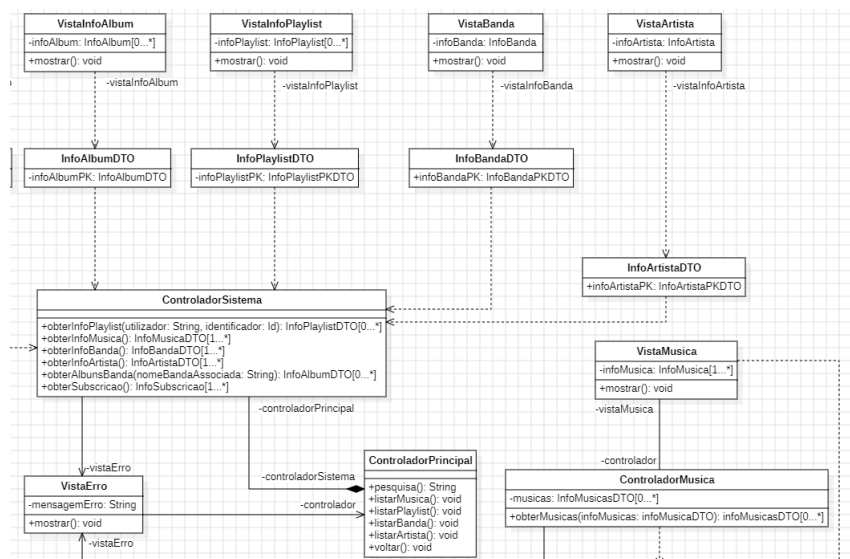 VistaInfoAlbum
-infoAlbum: InfoAlbum[0...*]
+mostrar(): void
-vistaInfoAlbum
VistaInfoPlaylist
-infoPlaylist: InfoPlaylist[0...*]
+mostrar(): void
-vistaInfoPlaylist
VistaBanda
-infoBanda: InfoBanda
+mostrar(): void
-vistaInfoBanda
VistaArtista
-infoArtista: InfoArtista
+mostrar(): void
-vistaInfoArtista
InfoAlbumDTO
-infoAlbumPK: InfoAlbumDTO
InfoPlaylistDTO
-infoPlaylistPK: InfoPlaylistPKDTO
InfoBandaDTO
+infoBandaPK: InfoBandaPKDTO
InfoArtistaDTO
+infoArtistaPK: InfoArtistaPKDTO
ControladorSistema
+obterInfoPlaylist(utilizador: String, identificador: Id): InfoPlaylistDTO[0...*]
+obterInfoMusica(): InfoMusicaDTO[1...*]
+obterInfoBanda(): InfoBandaDTO[1...*]
+obterInfoArtista(): InfoArtistaDTO[1...*]
+obterAlbunsBanda(nomeBandaAssociada: String): InfoAlbumDTO[0...*]
+obterSubscricao(): InfoSubscricao[1...*]
-controladorPrincipal
VistaMusica
-infoMusica: InfoMusica[1...*]
+mostrar(): void
-vistaMusica
-controlador
-vistaErro
VistaErro
-mensagemErro: String
+mostrar(): void
-vistaErro
-controladorSistema
-controlador
ControladorPrincipal
+pesquisa(): String
+listarMusica(): void
+listarPlaylist(): void
+listarBanda(): void
+listarArtista(): void
+voltar(): void
ControladorMusica
-musicas: InfoMusicasDTO[0...*]
+obterMusicas(infoMusicas: infoMusicaDTO): infoMusicasDTO[0...*]